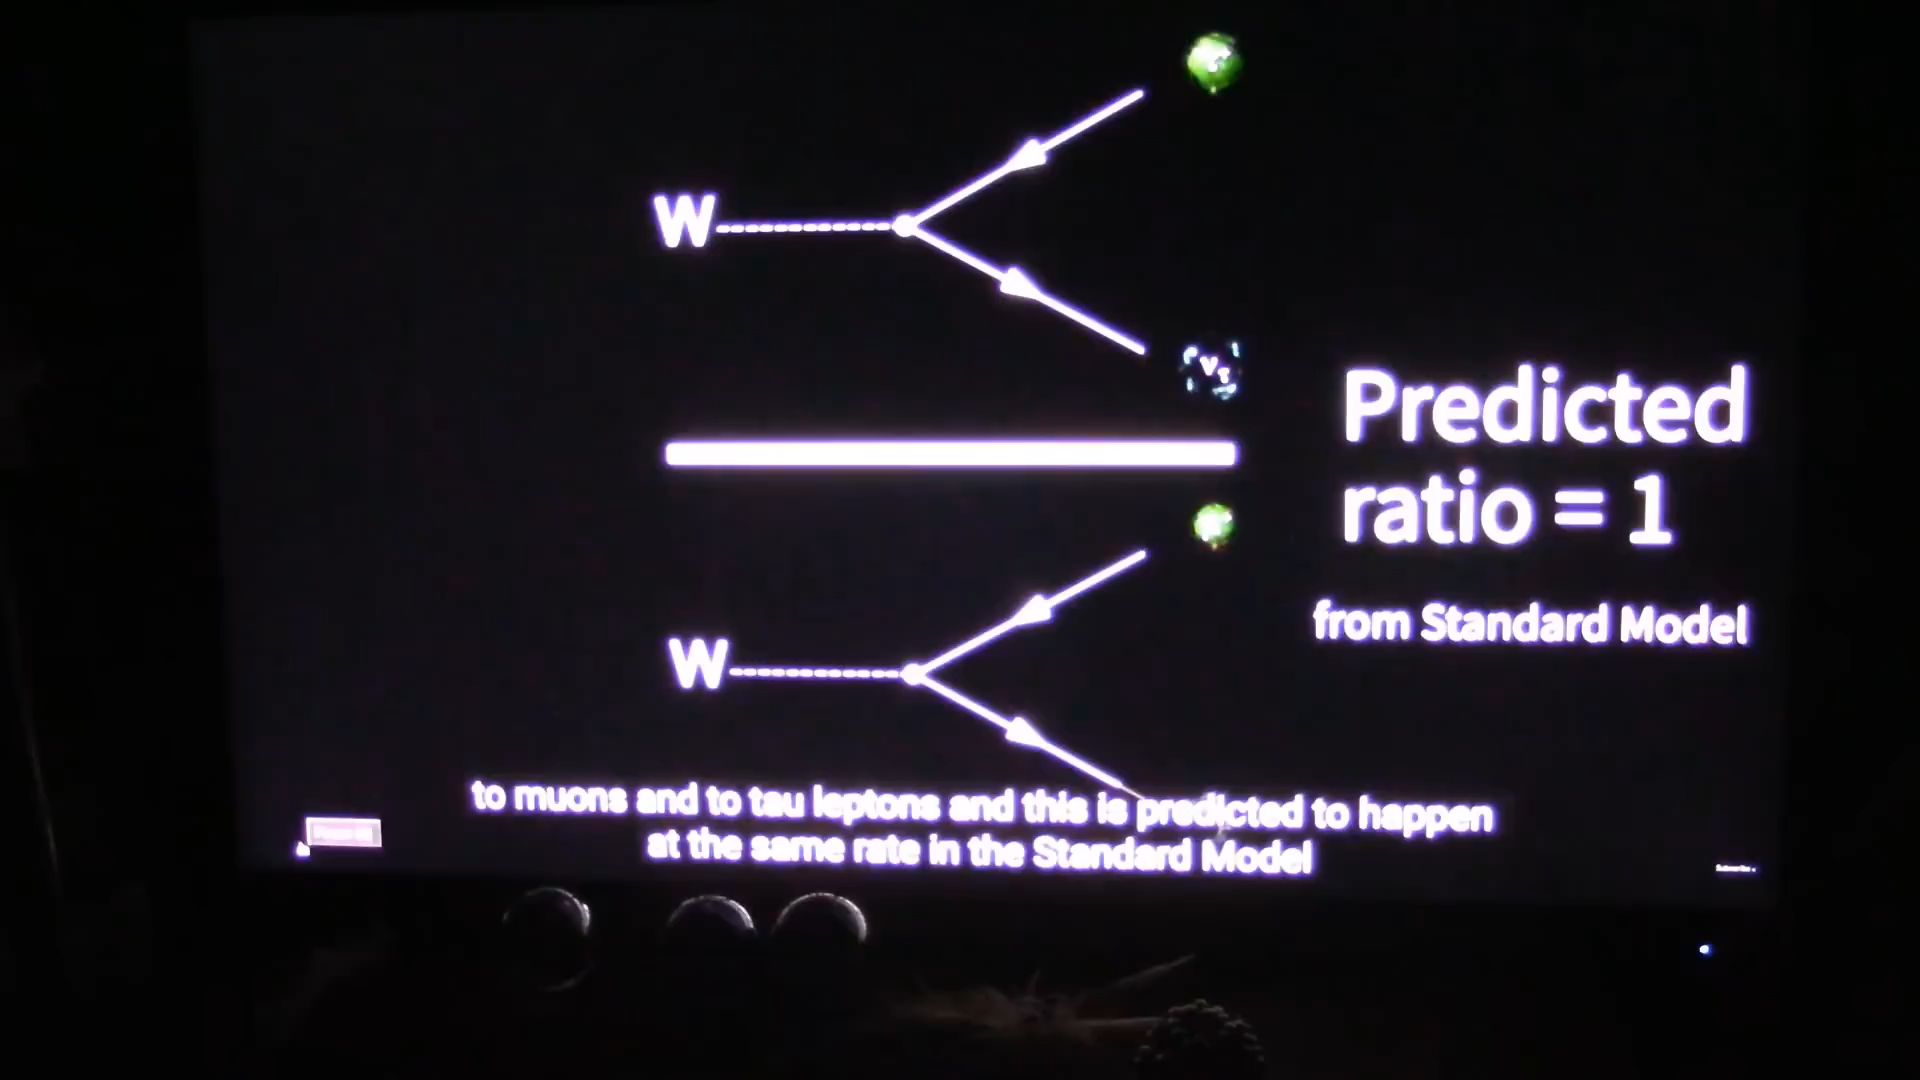 W
ντ
Predicted
ratio = 1
from Standard Model
W
to muons and to tau leptons and this is predicted to happen
at the same rate in the Standard Model